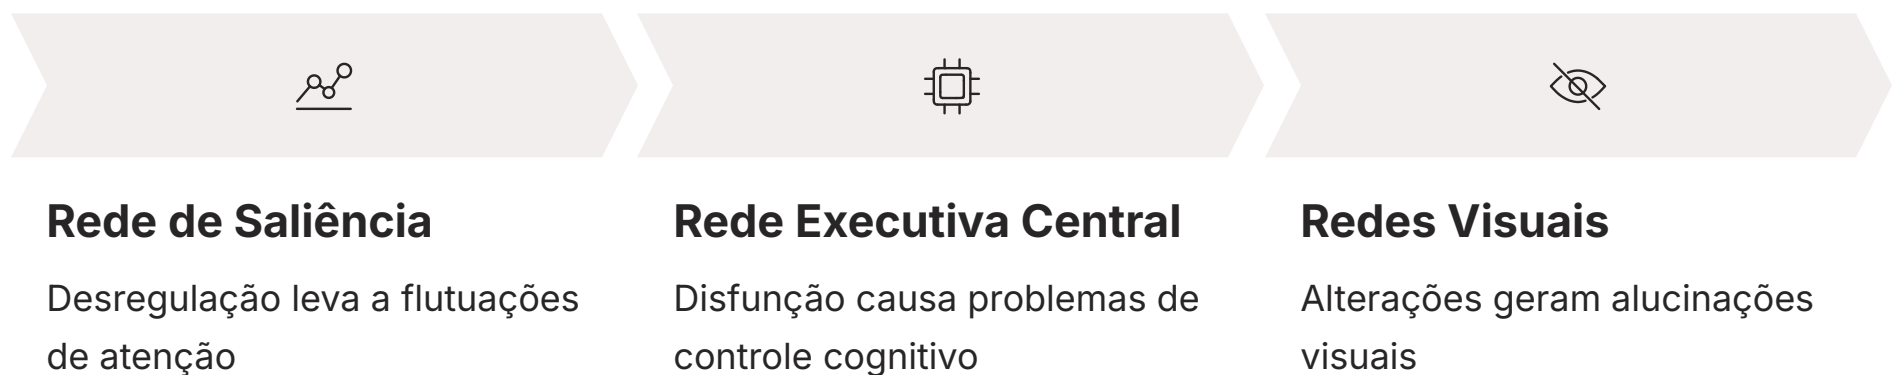 Rede de Saliência
Desregulação leva a flutuações
de atenção
Rede Executiva Central
Disfunção causa problemas de
controle cognitivo
Redes Visuais
Alterações geram alucinações
visuais